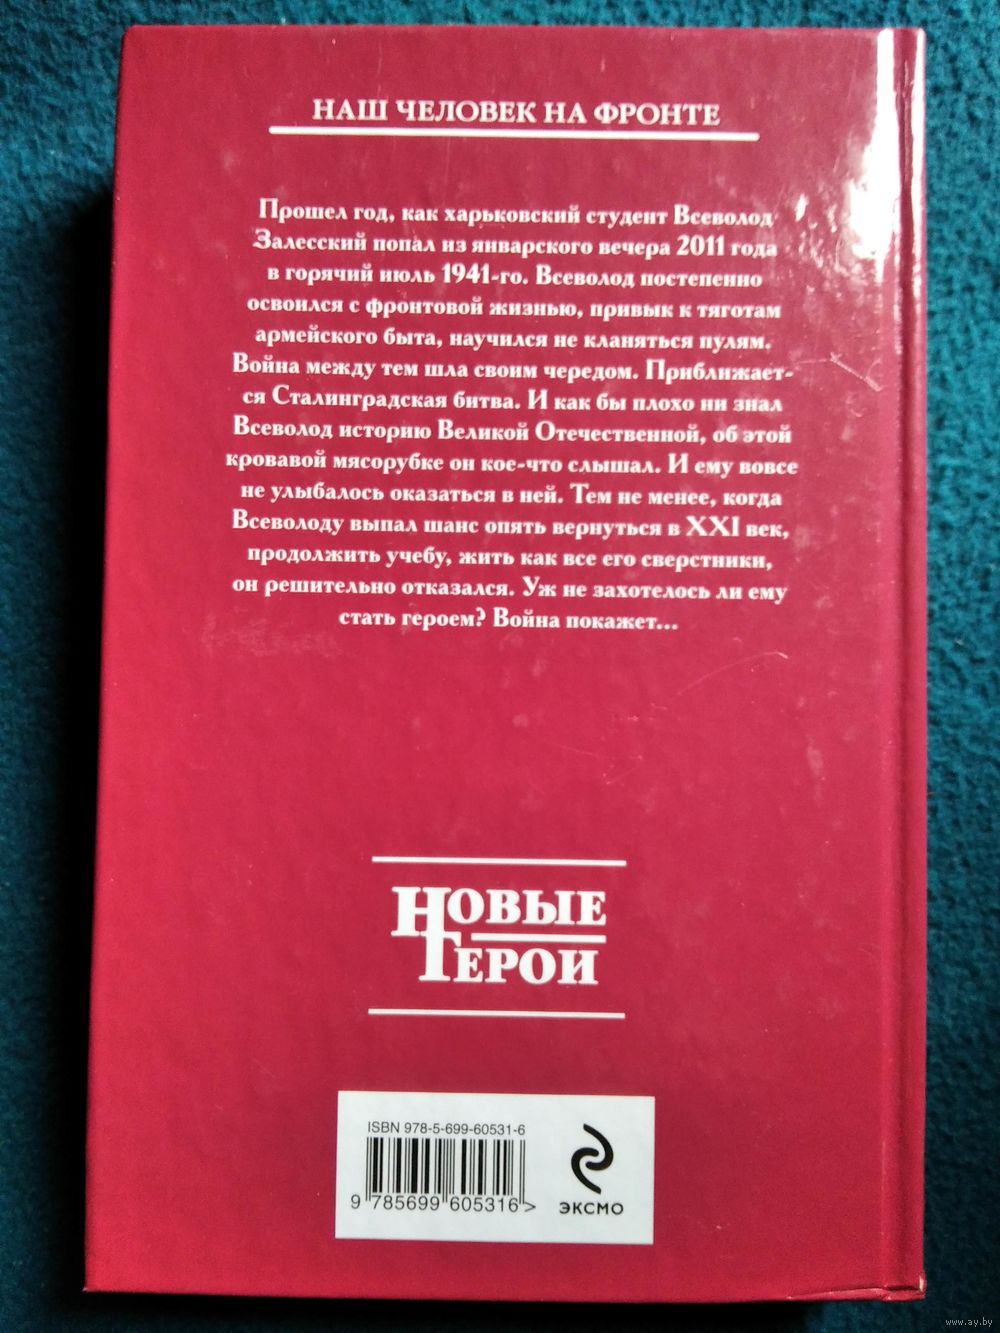 НАШ ЧЕЛОВЕК НА ФРОНТЕ
Прошел год, как харьковский студент Всеволод
Залесский попал из январского вечера 2011 года
в горячий июль 1941-го. Всеволод постепенно
освоился с фронтовой жизнью, привык к тяготам
армейского быта, научился не кланяться пулям.
Война между тем шла своим чередом. Приближает-
ся Сталинградская битва. И как бы плохо ни знал
Всеволод историю Великой Отечественной, об этой
кровавой мясорубке он кое-что слышал. И ему вовсе
не улыбалось оказаться в ней. Тем не менее, когда
Всеволоду выпал шанс опять вернуться в XXI век,
продолжить учебу, жить как все его сверстники,
он решительно отказался. Уж не захотелось ли ему
стать героем? Война покажет...
НОВЫЕ
ГЕРОИ
ISBN 978-5-699-60531-6
9 785699 605316 >
ЭКСМО
www.ay.by